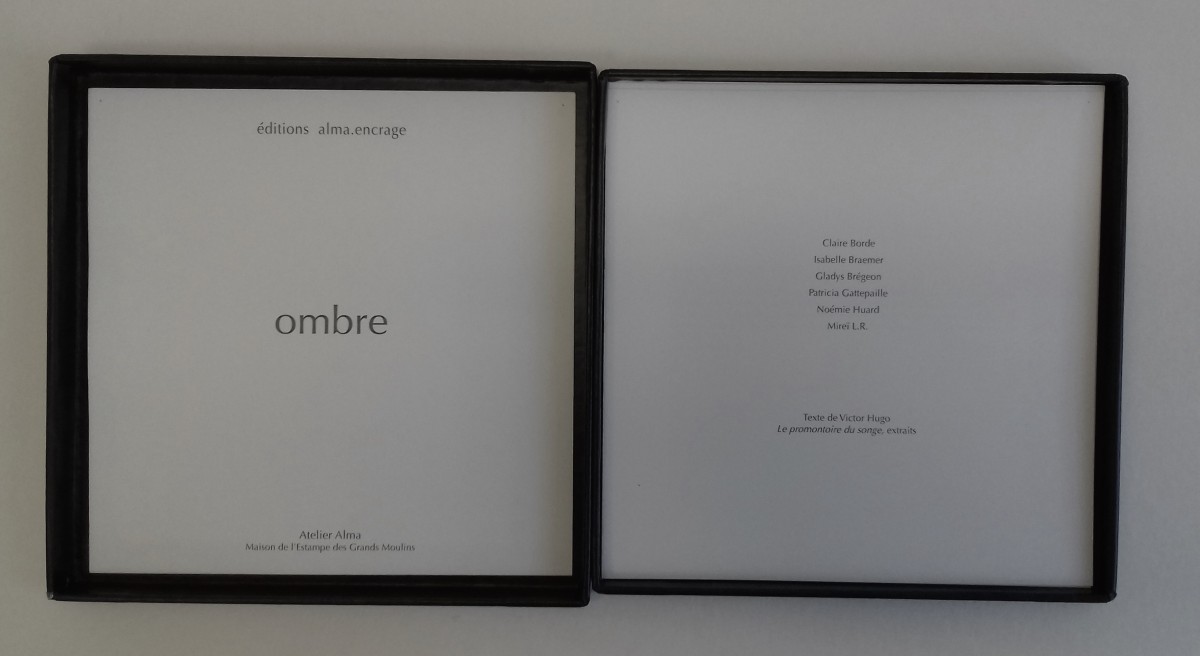 éditions alma.encrage
ombre
Atelier Alma
Maison de l'Estampe des Grands Moulins
Claire Borde
Isabelle Braemer
Gladys Brégeon
Patricia Gattepaille
Noémie Huard
Mireï L.R.
Texte de Victor Hugo
Le promontoire du songe, extraits